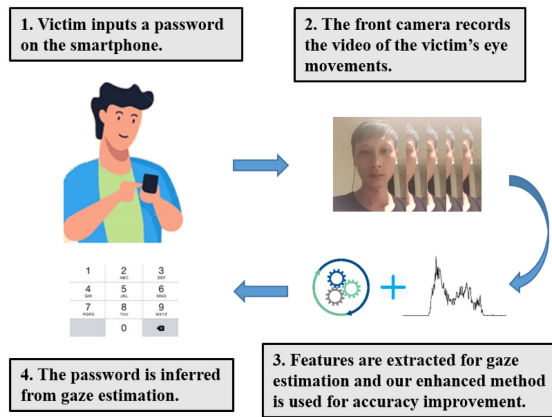 1. Victim inputs a password
on the smartphone.
2. The front camera records
the video of the victim's eye
movements.
1 2 3
ABC DEF
4 5 6
GHI JKL MNO
7 8 9
PQRS TUV WXYZ
0
4. The password is inferred
from gaze estimation.
3. Features are extracted for gaze
estimation and our enhanced method
is used for accuracy improvement.